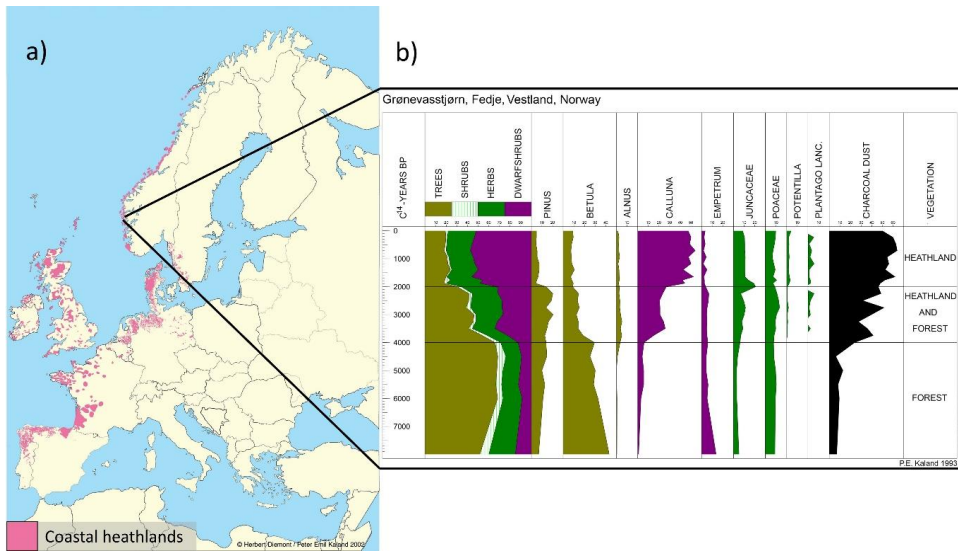 a)
b)
Grønevasstjørn, Fedje, Vestland, Norway
C¹⁴-YEARS BP
TREES
SHRUBS
HERBS
DWARFSHRUBS
PINUS
BETULA
ALNUS
CALLUNA
EMPETRUM
JUNCACEAE
POACEAE
POTENTILLA
PLANTAGO LANC.
CHARCOAL DUST
VEGETATION
0
1000
2000
3000
4000
5000
6000
7000
HEATHLAND
HEATHLAND
AND
FOREST
FOREST
P.E. Kaland 1993
Coastal heathlands
© Herbert Diemont / Peter Emil Kaland 2002